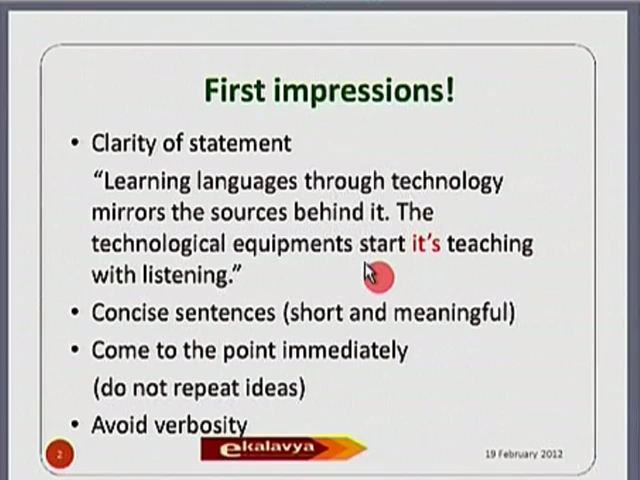 First impressions!
• Clarity of statement
“Learning languages through technology
mirrors the sources behind it. The
technological equipments start it’s teaching
with listening.”
• Concise sentences (short and meaningful)
• Come to the point immediately
(do not repeat ideas)
• Avoid verbosity
2
ekalavya
19 February 2012